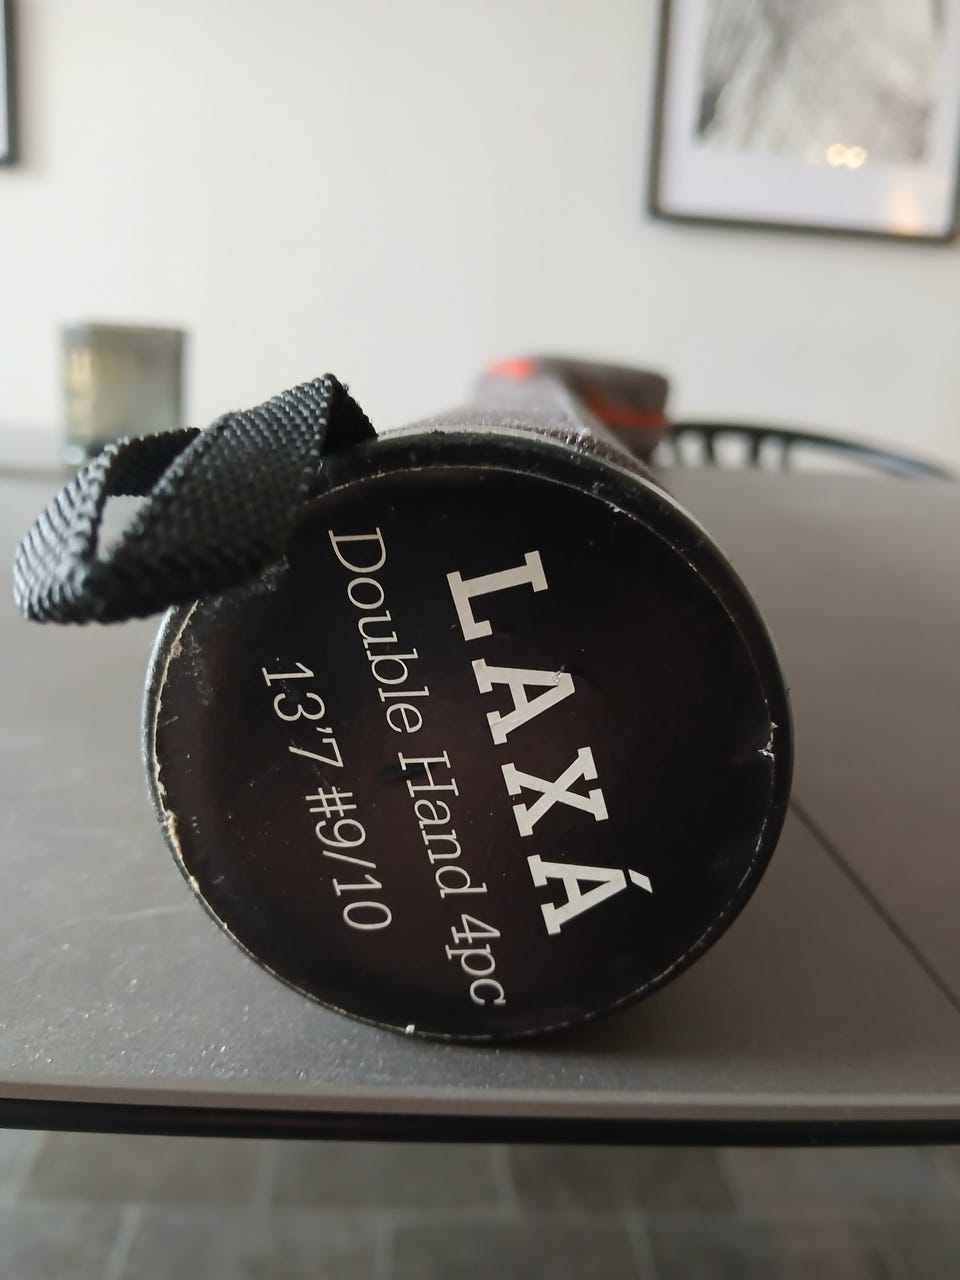 LAXÁ
Double Hand 4pc
13'7 #9/10